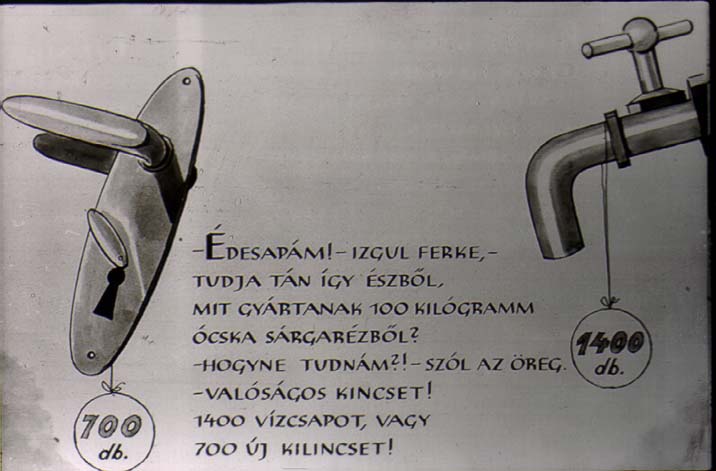 -ÉDESAPÁM!-IZGUL FERKE,-
TUDJA TÁN ÍGY ÉSZBŐL,
MIT GYÁRTANAK 100 KILÓGRAMM
ÓCSKA SÁRGARÉZBŐL?
-HOGYNE TUDNÁM?!-SZÓL AZ ÖREG.
-VALÓSÁGOS KINCSET!
1400 VÍZCSAPOT, VAGY
700 ÚJ KILINCSET!
700
db.
1400
db.